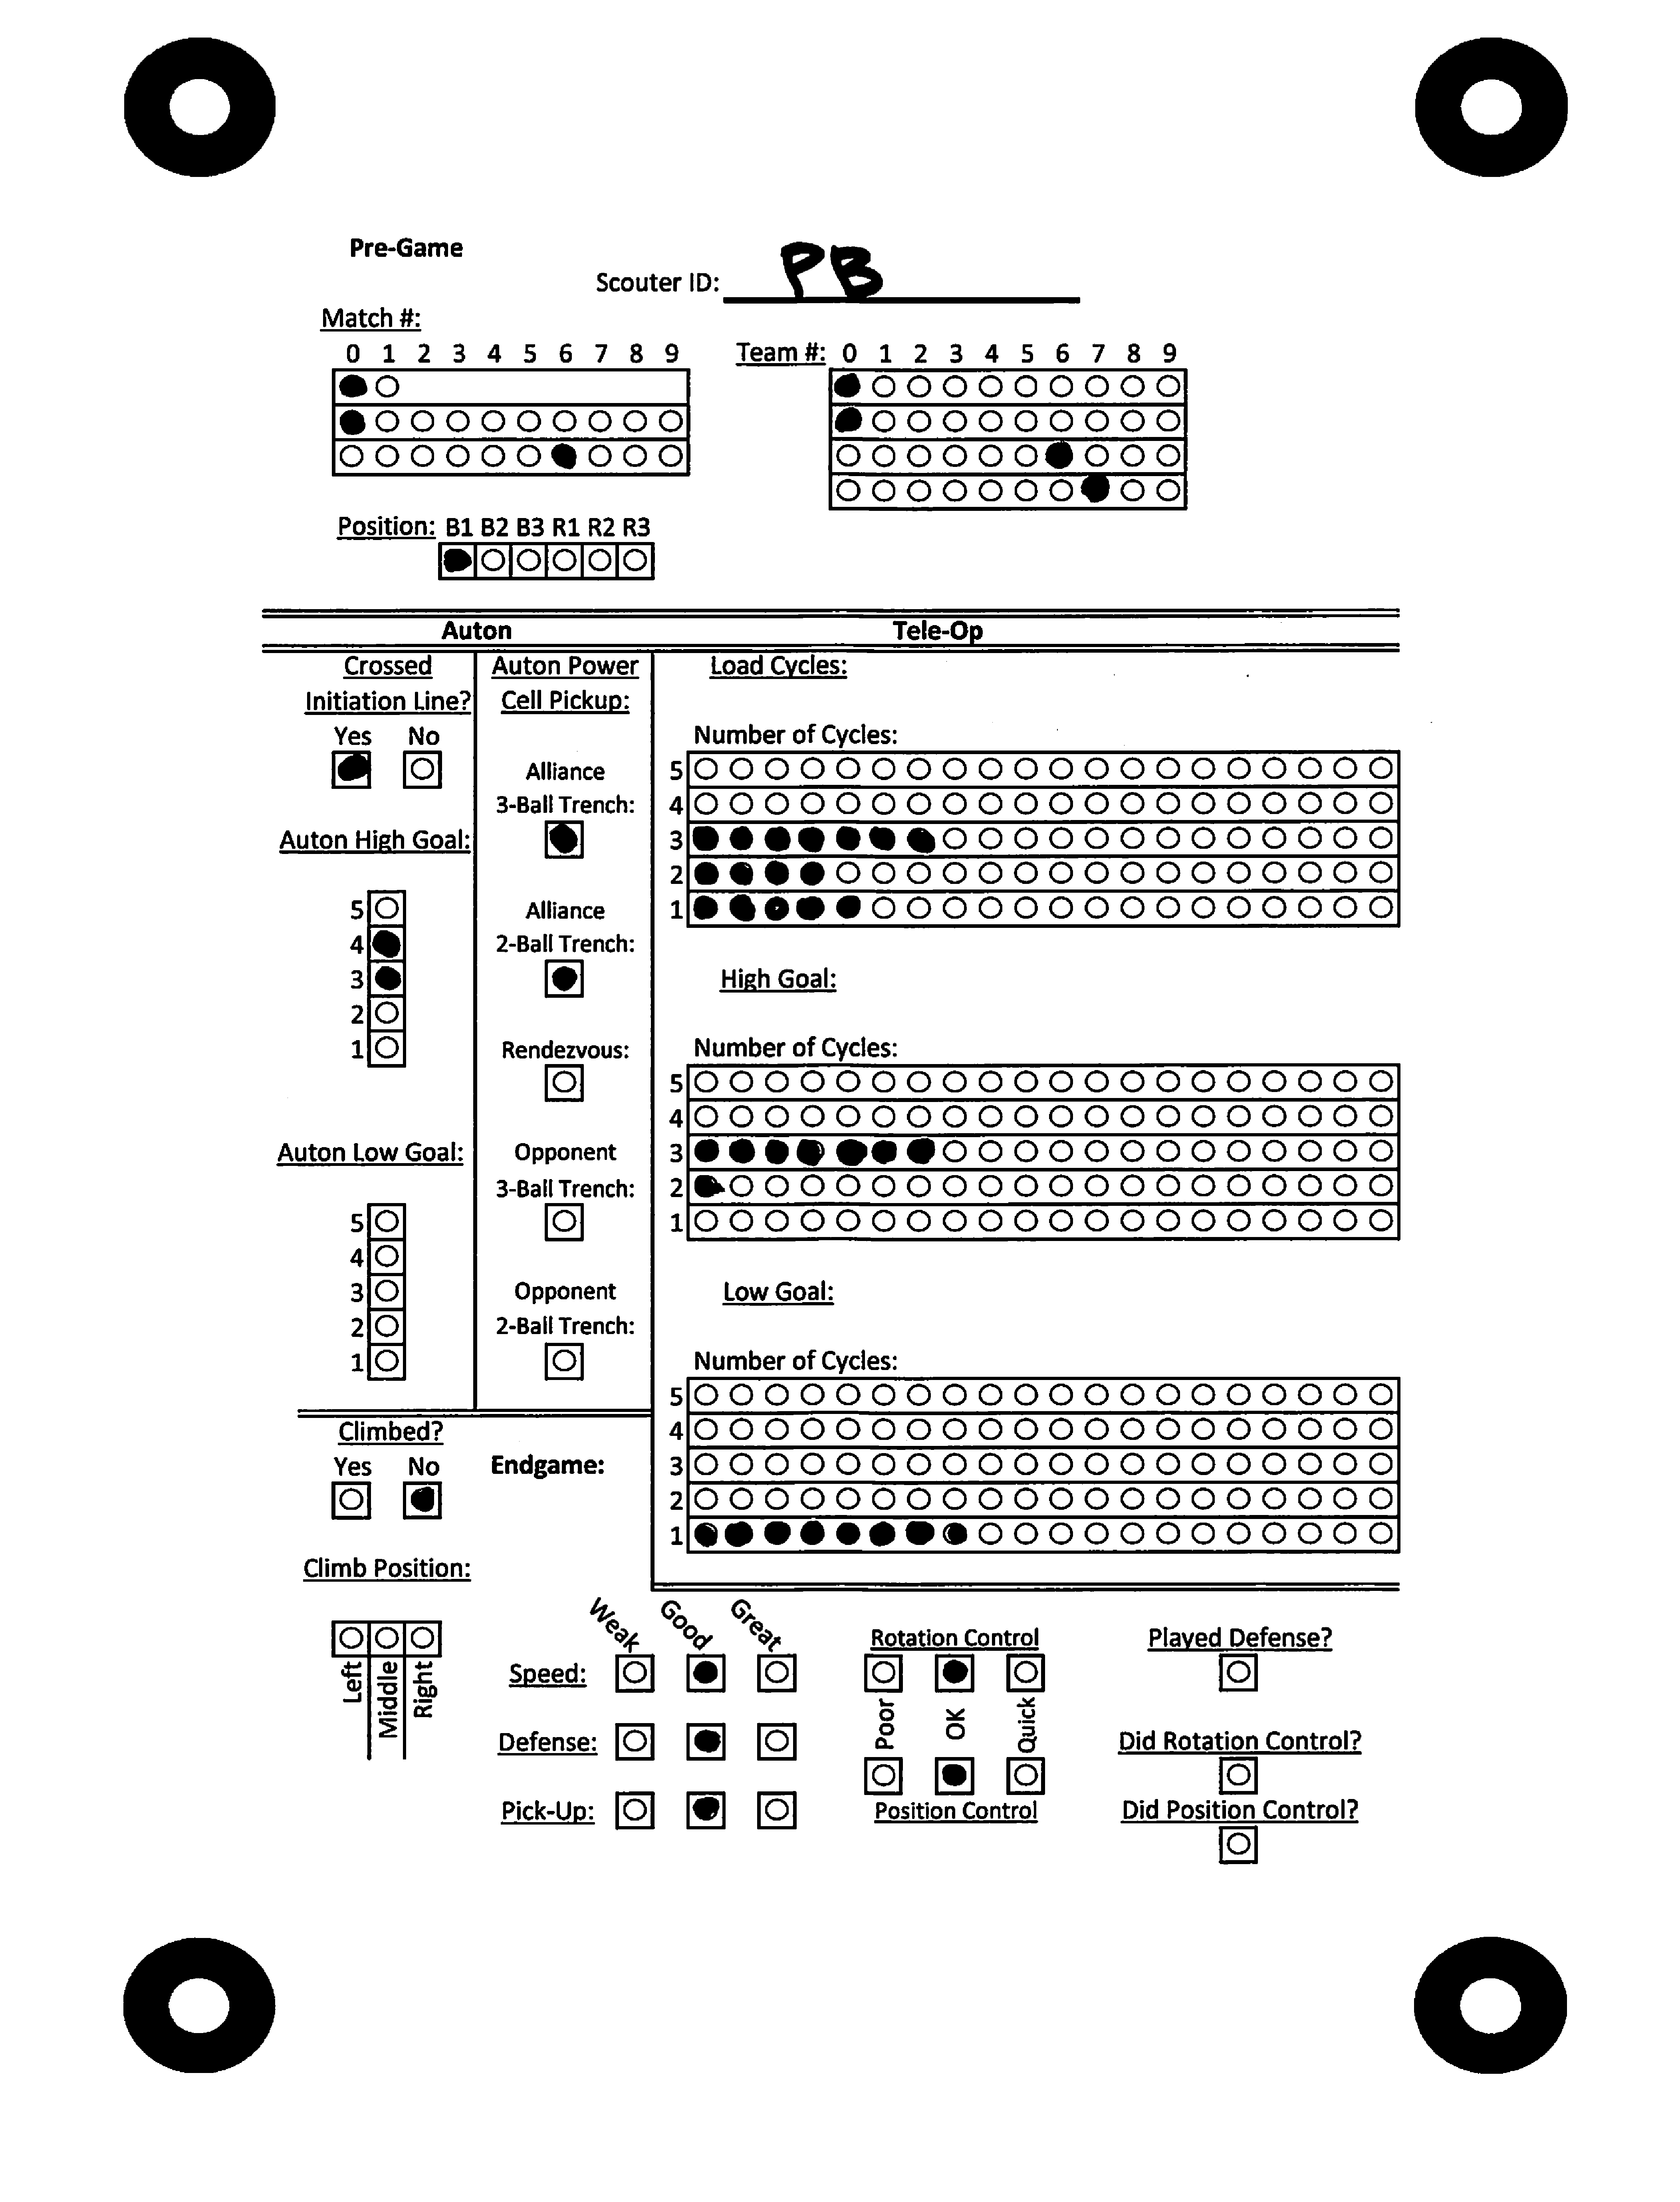 Pre-Game
Scouter ID: PB
Match #:
0 1 2 3 4 5 6 7 8 9
Team #: 0 1 2 3 4 5 6 7 8 9
Position: B1 B2 B3 R1 R2 R3
Auton
Tele-Op
Crossed
Initiation Line?
Yes No
Auton High Goal:
5
4
3
2
1
Auton Low Goal:
5
4
3
2
1
Auton Power
Cell Pickup:
Alliance
3-Ball Trench:
Alliance
2-Ball Trench:
Rendezvous:
Opponent
3-Ball Trench:
Opponent
2-Ball Trench:
Load Cycles:
Number of Cycles:
5
4
3
2
1
High Goal:
Number of Cycles:
5
4
3
2
1
Low Goal:
Number of Cycles:
5
4
3
2
1
Climbed?
Yes No
Endgame:
Climb Position:
Left
Middle
Right
Weak Good Great
Speed:
Defense:
Pick-Up:
Rotation Control
Poor OK Quick
Position Control
Played Defense?
Did Rotation Control?
Did Position Control?